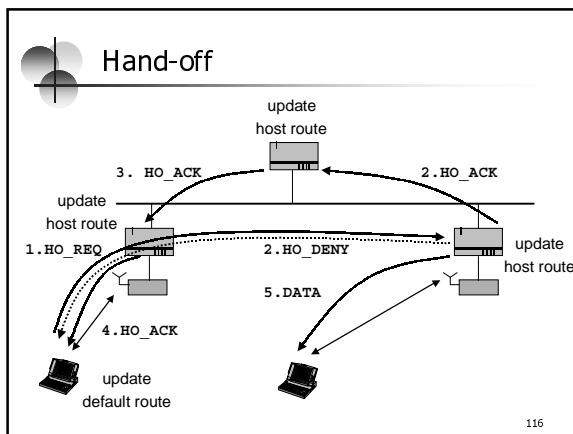 Hand-off
update
host route
3. HO_ACK
2.HO_ACK
update
host route
1.HO_REQ
2.HO_DENY
update
host route
5.DATA
4.HO_ACK
update
default route
116